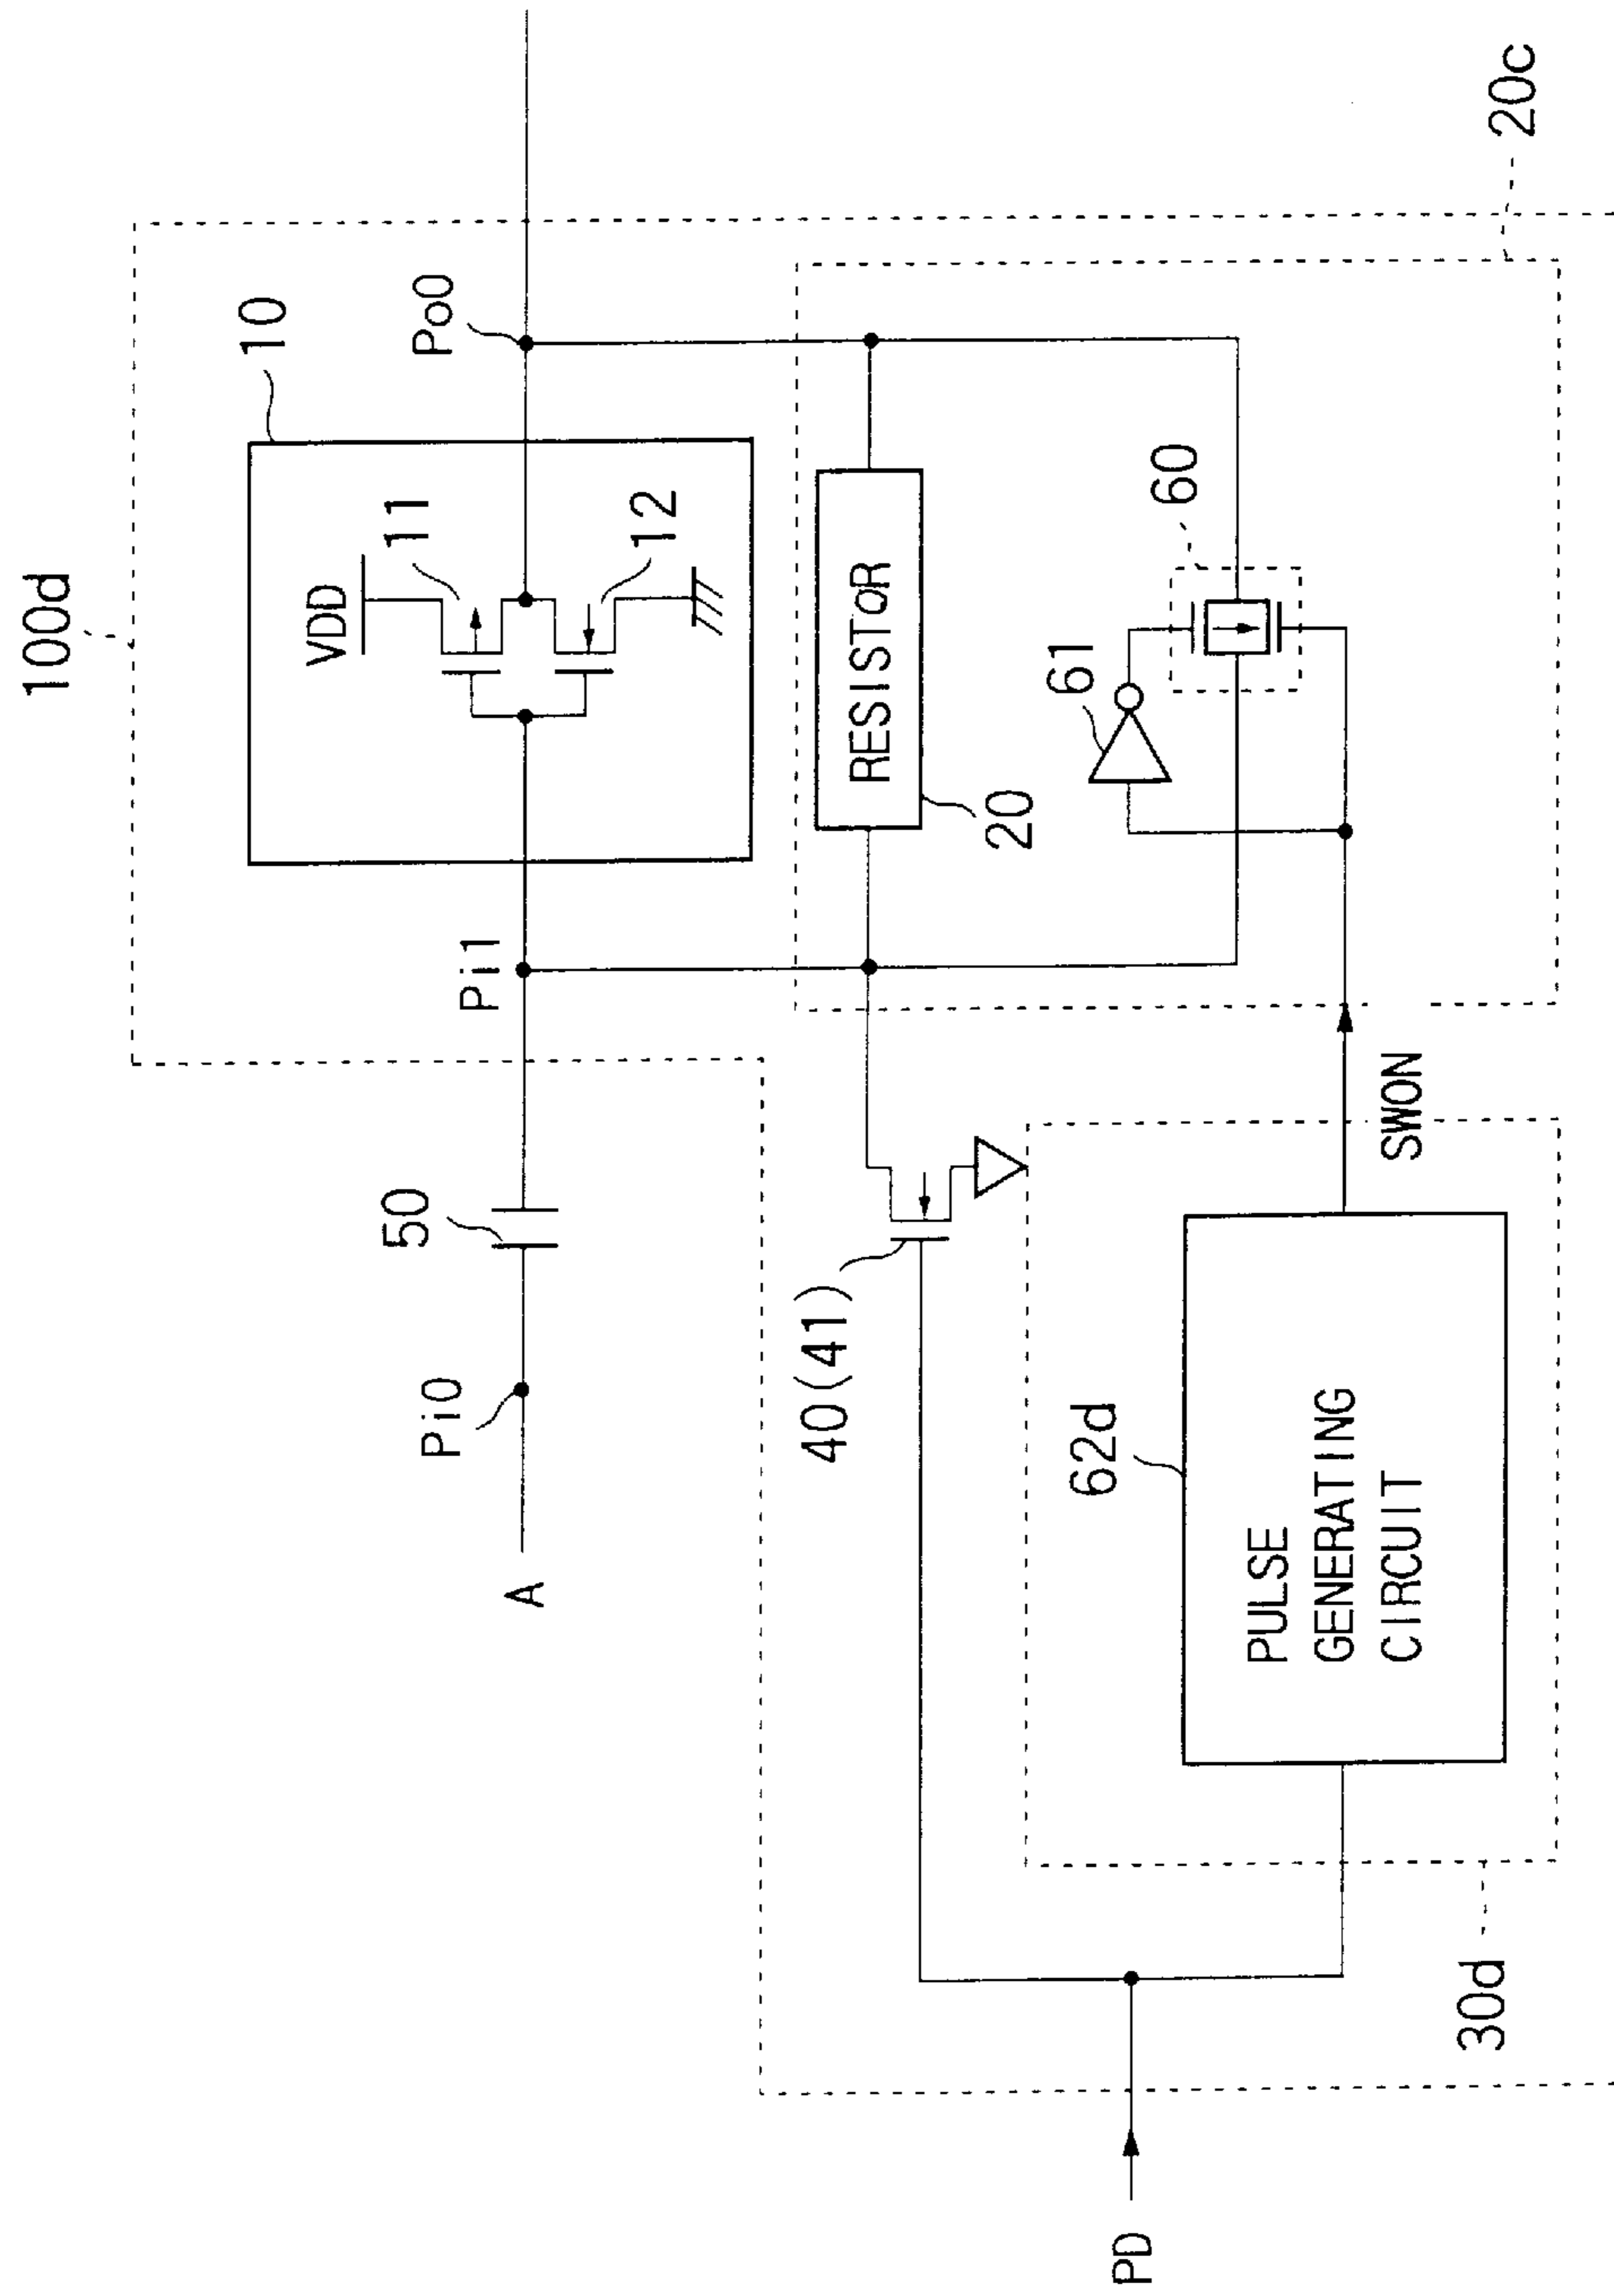 100d
10
VDD
11
12
Po0
Pi1
50
Pi0
A
RESISTOR
20
60
61
20c
40(41)
SWON
62d
PULSE
GENERATING
CIRCUIT
30d
PD